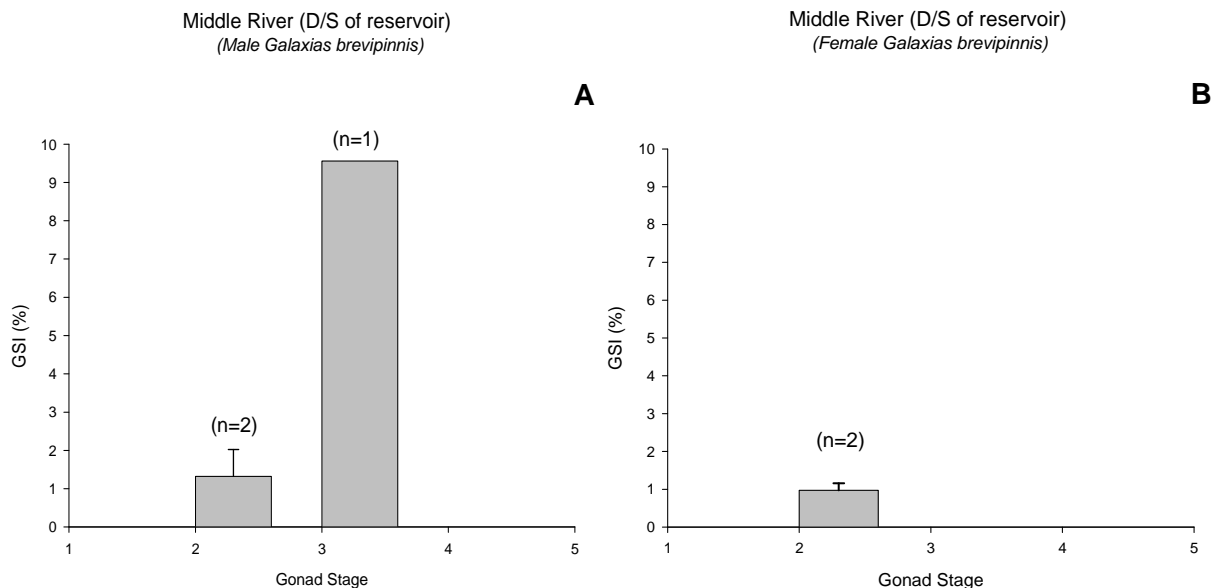 Middle River (D/S of reservoir)
(Male Galaxias brevipinnis)
A
(n=1)
(n=2)
10
9
8
7
6
5
4
3
2
1
0
GSI (%)
1 2 3 4 5
Gonad Stage
Middle River (D/S of reservoir)
(Female Galaxias brevipinnis)
B
(n=2)
10
9
8
7
6
5
4
3
2
1
0
GSI (%)
1 2 3 4 5
Gonad Stage